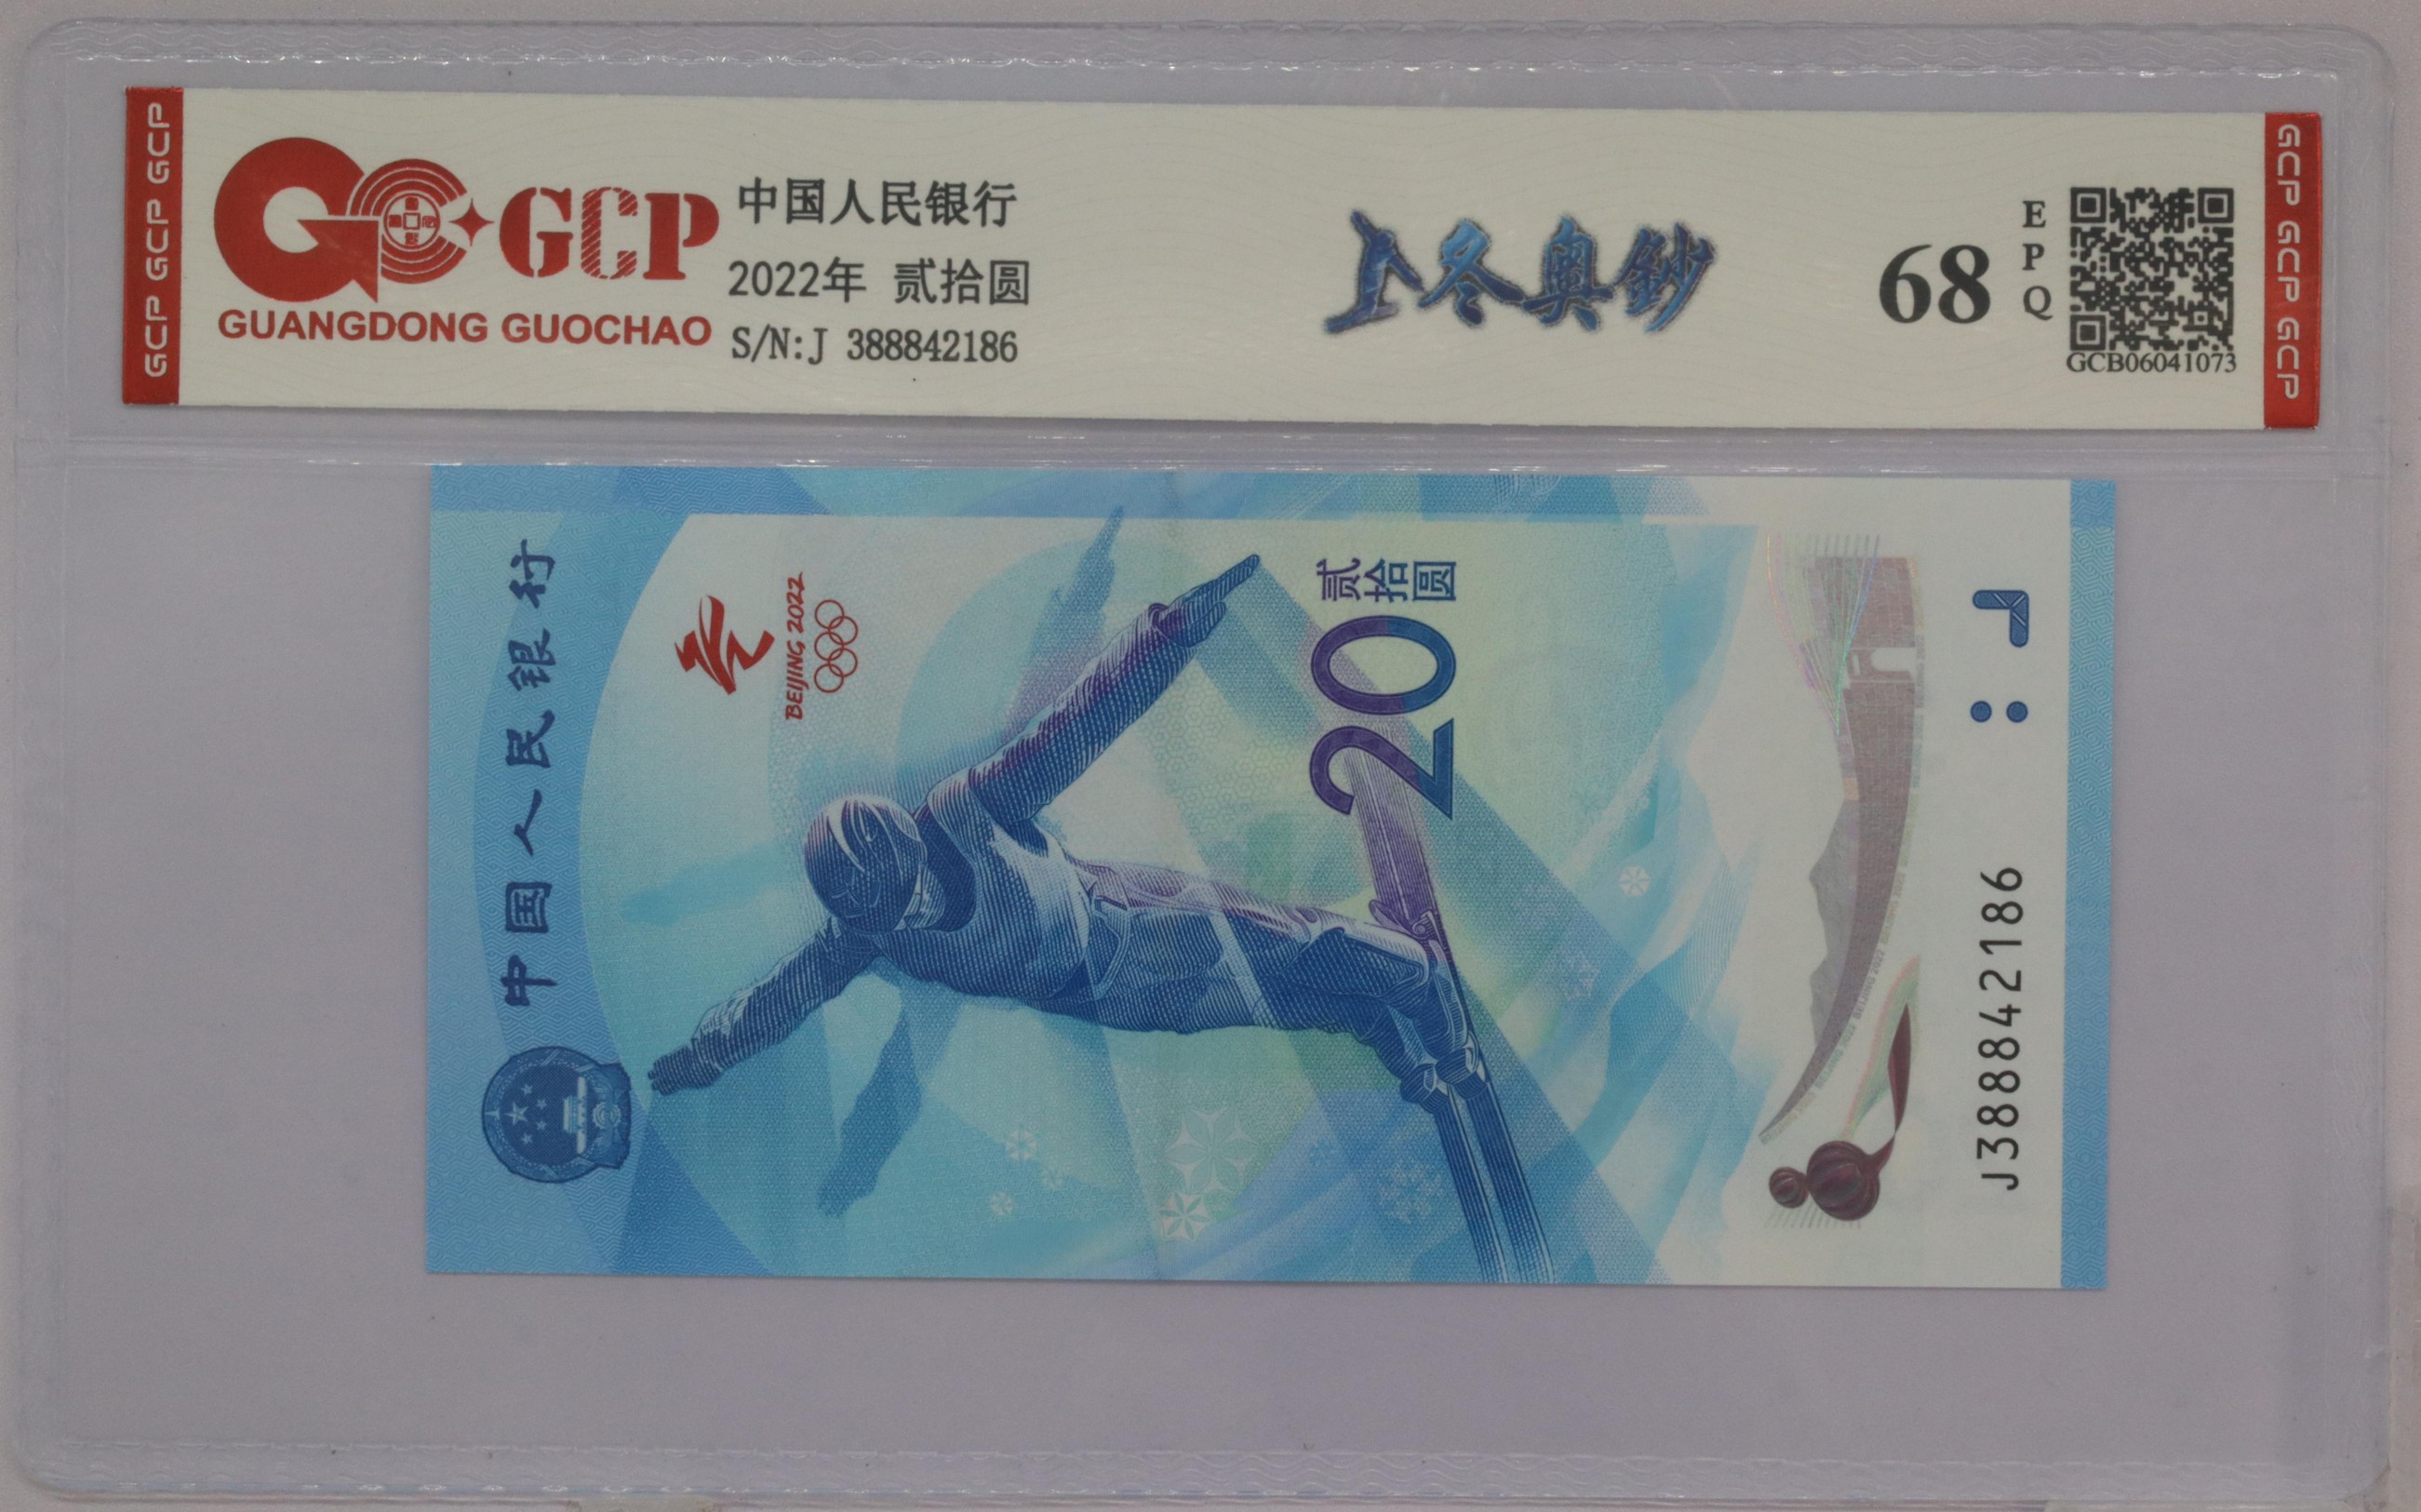 GCP GCP GCP
GCP
GUANGDONG GUOCHAO
中国人民银行
2022年 贰拾圆
S/N:J 388842186
冬奥鈔
68
EPQ
GCB06041073
GCP GCP GCP
中国人民银行
BEIJING 2022
贰拾圆
20
J388842186